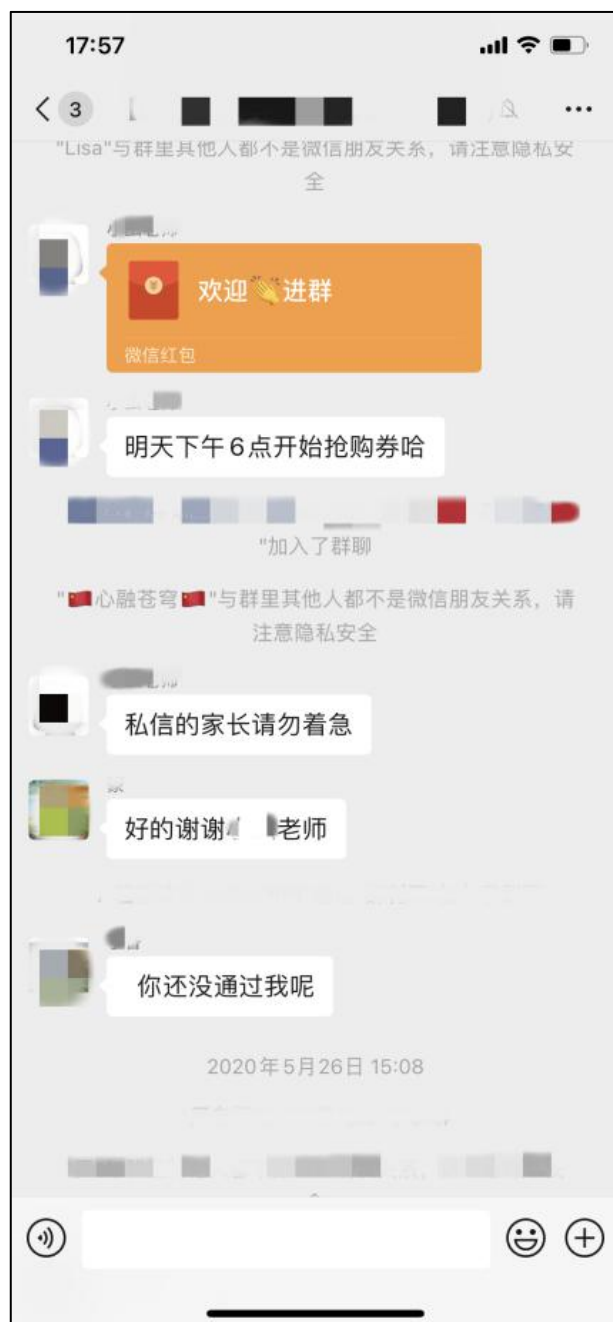 17:57
3
"Lisa"与群里其他人都不是微信朋友关系，请注意隐私安
全
老师
欢迎👏进群
微信红包
明天下午6点开始抢购券哈
"加入了群聊
"🇨🇳心融苍穹🇨🇳"与群里其他人都不是微信朋友关系，请
注意隐私安全
老师
私信的家长请勿着急
好的谢谢 老师
你还没通过我呢
2020年5月26日 15:08